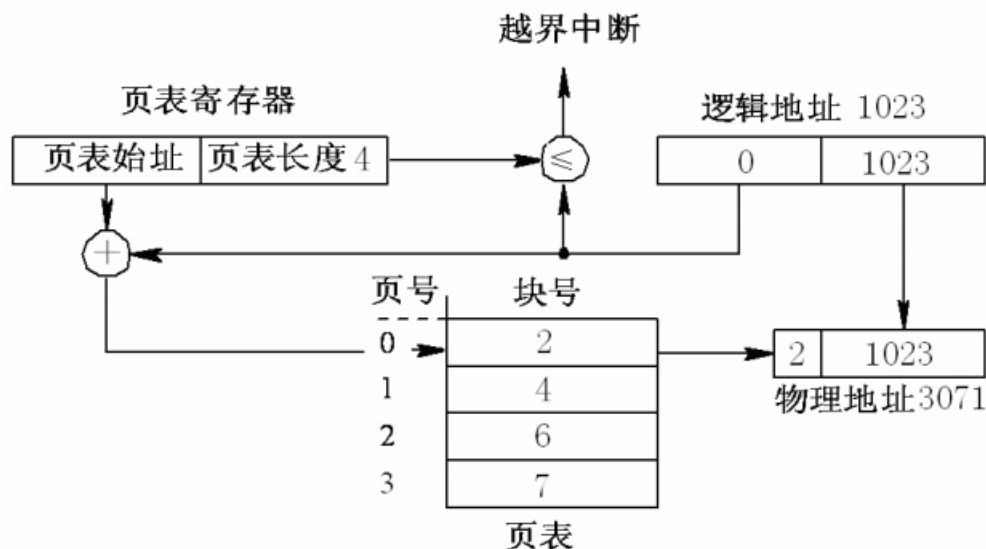 越界中断
页表寄存器
逻辑地址 1023
页表始址 页表长度4
≤
0 1023
+
页号 块号
0 2
2 1023
1 4
物理地址3071
2 6
3 7
页表